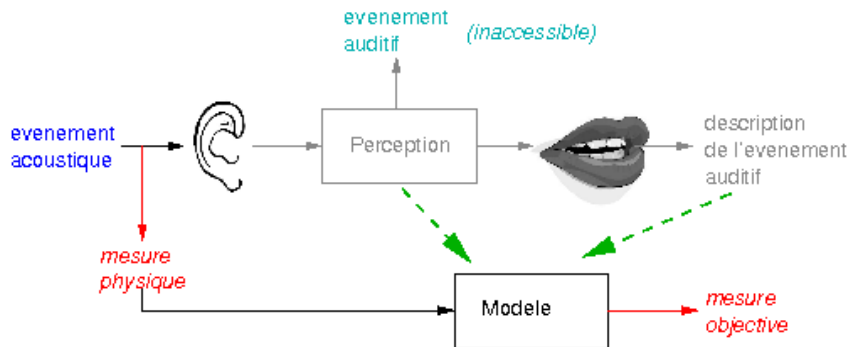 evenement
auditif
(inaccessible)
evenement
acoustique
Perception
description
de l'evenement
auditif
mesure
physique
Modele
mesure
objective